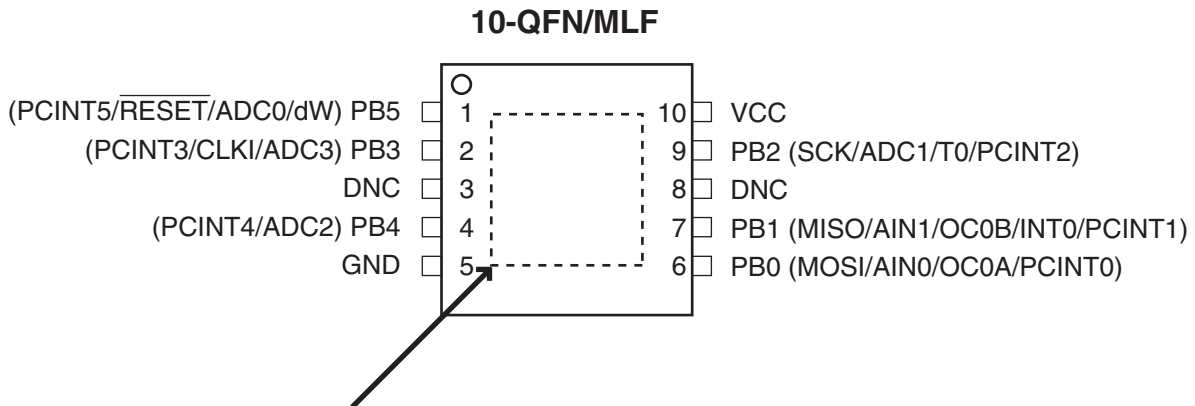 10-QFN/MLF
(PCINT5/RESET/ADC0/dW) PB5 1 10 VCC
(PCINT3/CLKI/ADC3) PB3 2 9 PB2 (SCK/ADC1/T0/PCINT2)
DNC 3 8 DNC
(PCINT4/ADC2) PB4 4 7 PB1 (MISO/AIN1/OC0B/INT0/PCINT1)
GND 5 6 PB0 (MOSI/AIN0/OC0A/PCINT0)